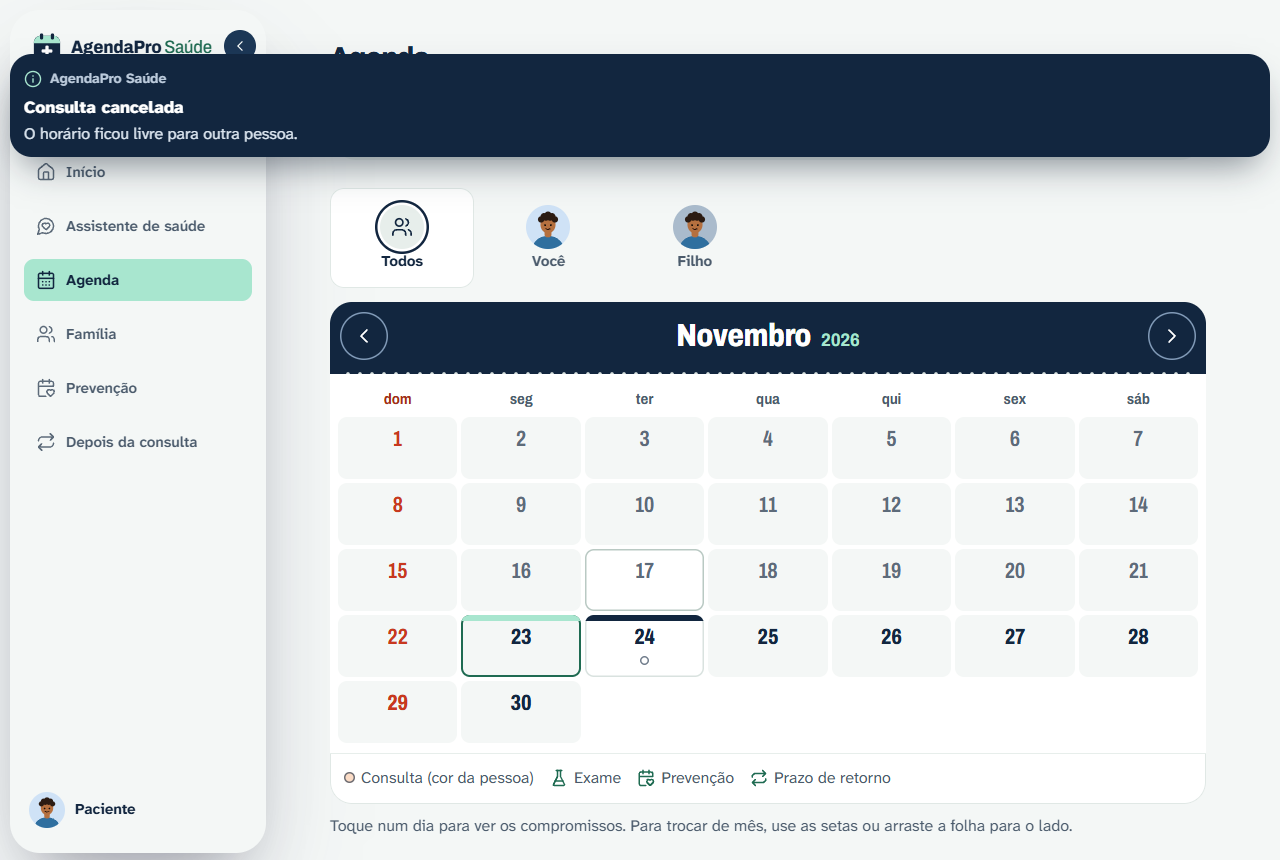 AgendaPro Saúde
AgendaPro Saúde
Consulta cancelada
O horário ficou livre para outra pessoa.
Início
Assistente de saúde
Agenda
Família
Prevenção
Depois da consulta
Paciente
Agenda
Todos
Você
Filho
Novembro 2026
dom seg ter qua qui sex sáb
1 2 3 4 5 6 7
8 9 10 11 12 13 14
15 16 17 18 19 20 21
22 23 24 25 26 27 28
29 30
Consulta (cor da pessoa) Exame Prevenção Prazo de retorno
Toque num dia para ver os compromissos. Para trocar de mês, use as setas ou arraste a folha para o lado.